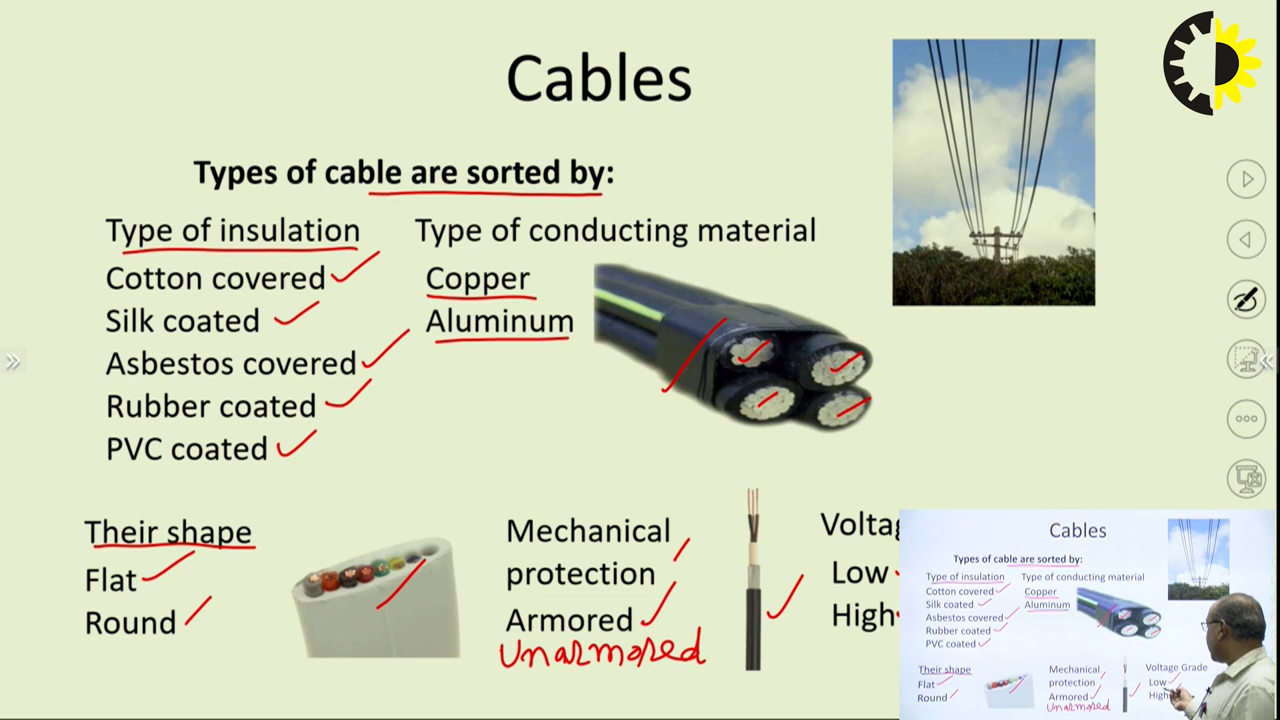 Cables
Types of cable are sorted by:
Type of insulation
Cotton covered
Silk coated
Asbestos covered
Rubber coated
PVC coated
Type of conducting material
Copper
Aluminum
Their shape
Flat
Round
Mechanical
protection
Armored
Unarmored
Voltag
Low
High
Cables
Types of cable are sorted by:
Type of insulation
Cotton covered
Silk coated
Asbestos covered
Rubber coated
PVC coated
Type of conducting material
Copper
Aluminum
Their shape
Flat
Round
Mechanical
protection
Armored
Unarmored
Voltage Grade
Low
High